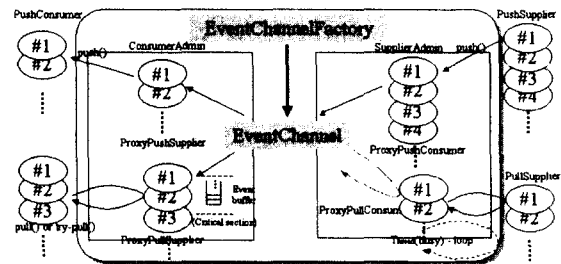 PushConsumer
EventChannelFactory
PushSupplier
#1
#2
push()
ConsumerAdmin
#1
#2
SupplierAdmin
push()
#1
#2
#3
#4
#1
#2
#3
#4
ProxyPushSupplier
EventChannel
ProxyPushConsumer
#1
#2
#3
pull() or try-pull()
#1
#2
#3
Event
buffer
(Critical section)
ProxyPullSupplier
ProxyPullConsumer
#1
#2
PullSupplier
#1
#2
loop